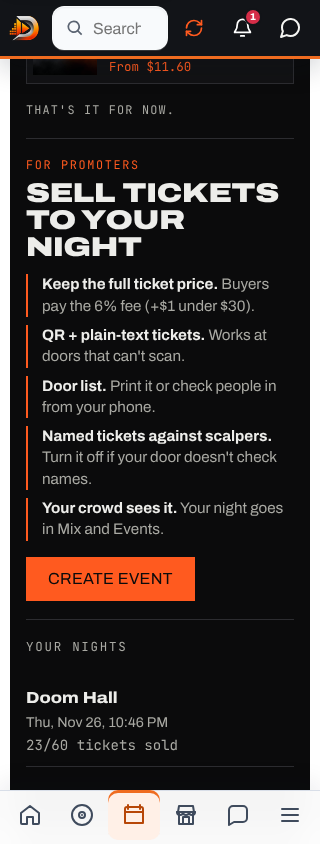 Search
1
From $11.60
THAT'S IT FOR NOW.
FOR PROMOTERS
SELL TICKETS
TO YOUR
NIGHT
Keep the full ticket price. Buyers
pay the 6% fee (+$1 under $30).
QR + plain-text tickets. Works at
doors that can't scan.
Door list. Print it or check people in
from your phone.
Named tickets against scalpers.
Turn it off if your door doesn't check
names.
Your crowd sees it. Your night goes
in Mix and Events.
CREATE EVENT
YOUR NIGHTS
Doom Hall
Thu, Nov 26, 10:46 PM
23/60 tickets sold